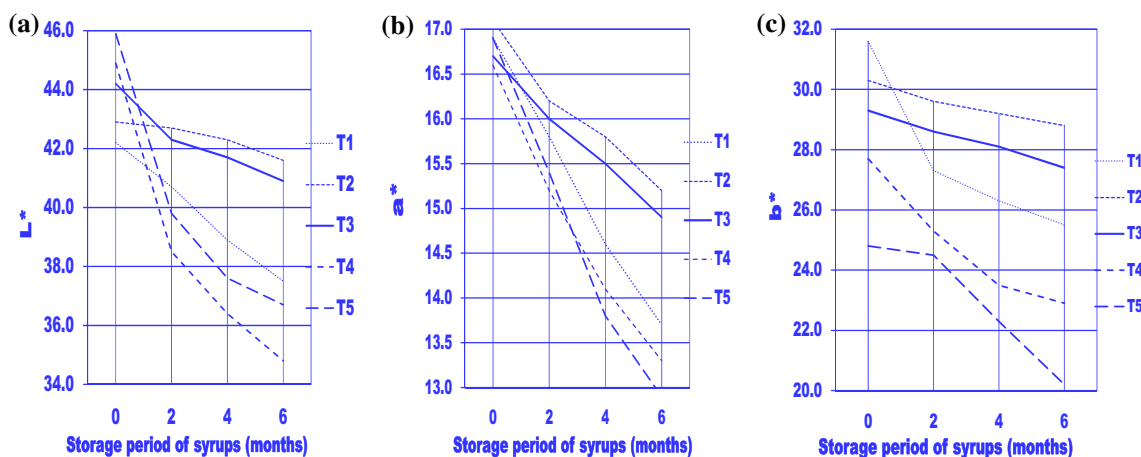 (a)
46.0
44.0
42.0
40.0
38.0
36.0
34.0
L*
0 2 4 6
Storage period of syrups (months)
T1
T2
T3
T4
T5
(b)
17.0
16.5
16.0
15.5
15.0
14.5
14.0
13.5
13.0
a*
0 2 4 6
Storage period of syrups (months)
T1
T2
T3
T4
T5
(c)
32.0
30.0
28.0
26.0
24.0
22.0
20.0
b*
0 2 4 6
Storage period of syrups (months)
T1
T2
T3
T4
T5